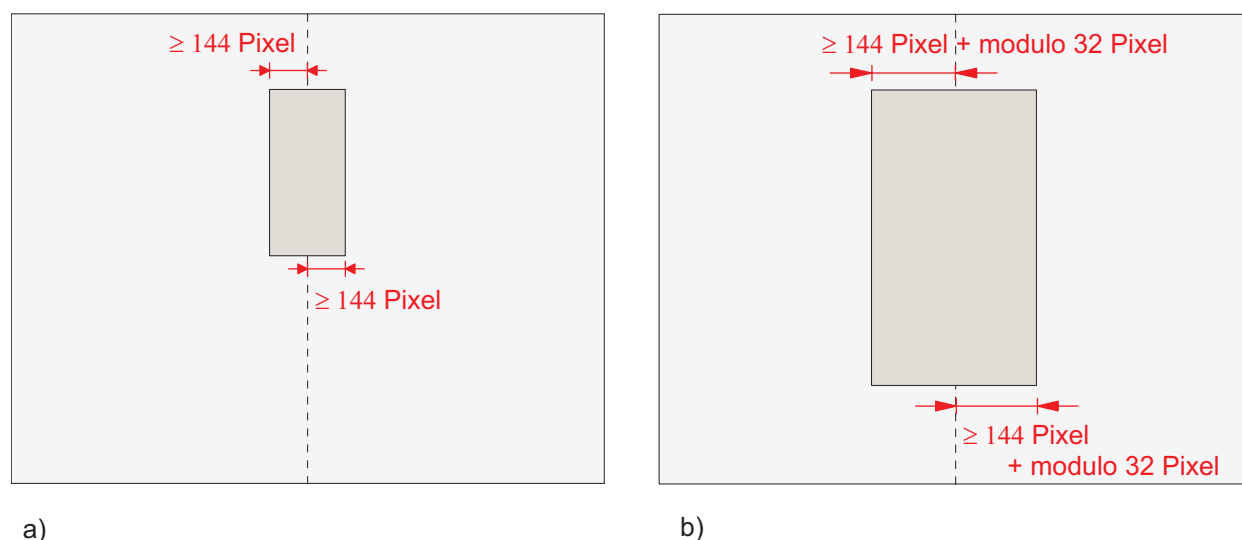 ≥ 144 Pixel
≥ 144 Pixel
a)
≥ 144 Pixel + modulo 32 Pixel
≥ 144 Pixel
+ modulo 32 Pixel
b)